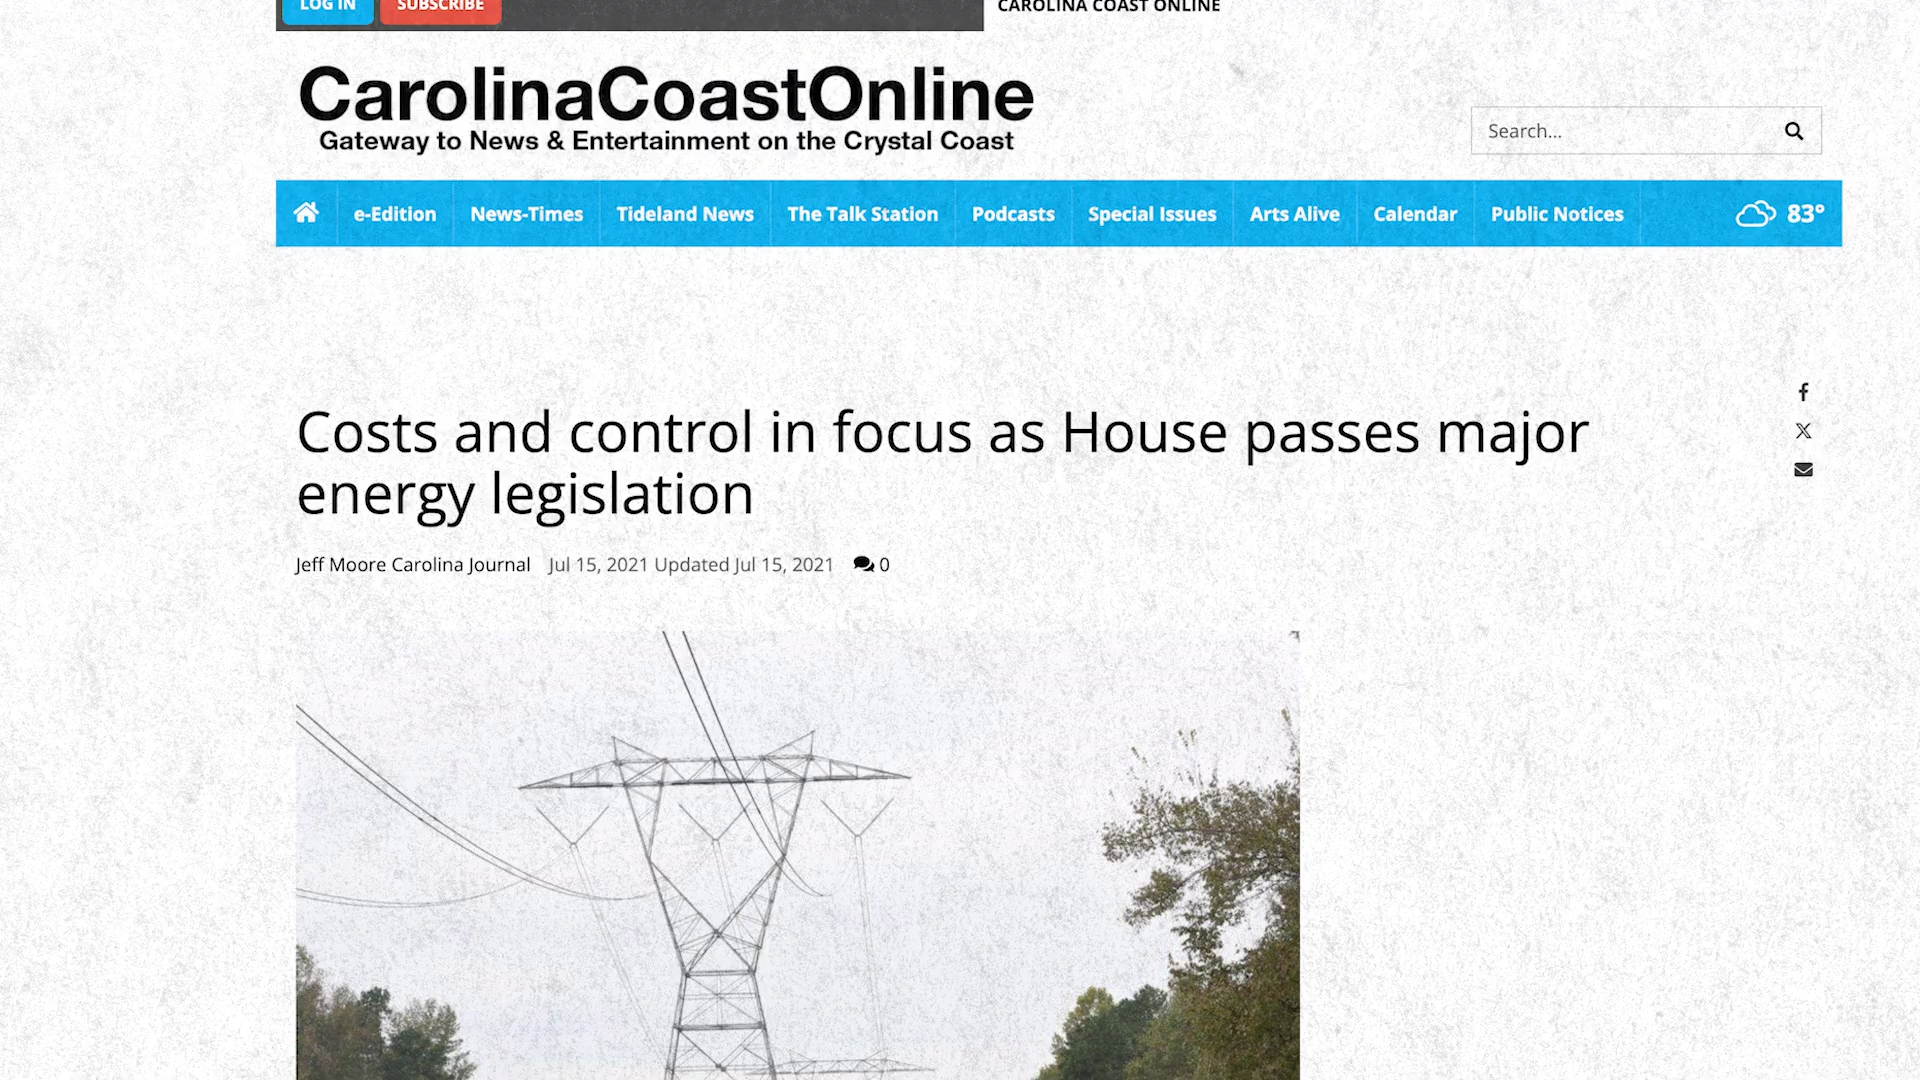 LOG IN
SUBSCRIBE
CAROLINA COAST ONLINE
CarolinaCoastOnline
Gateway to News & Entertainment on the Crystal Coast
Search...
e-Edition
News-Times
Tideland News
The Talk Station
Podcasts
Special Issues
Arts Alive
Calendar
Public Notices
83°
Costs and control in focus as House passes major
energy legislation
Jeff Moore Carolina Journal Jul 15, 2021 Updated Jul 15, 2021 0